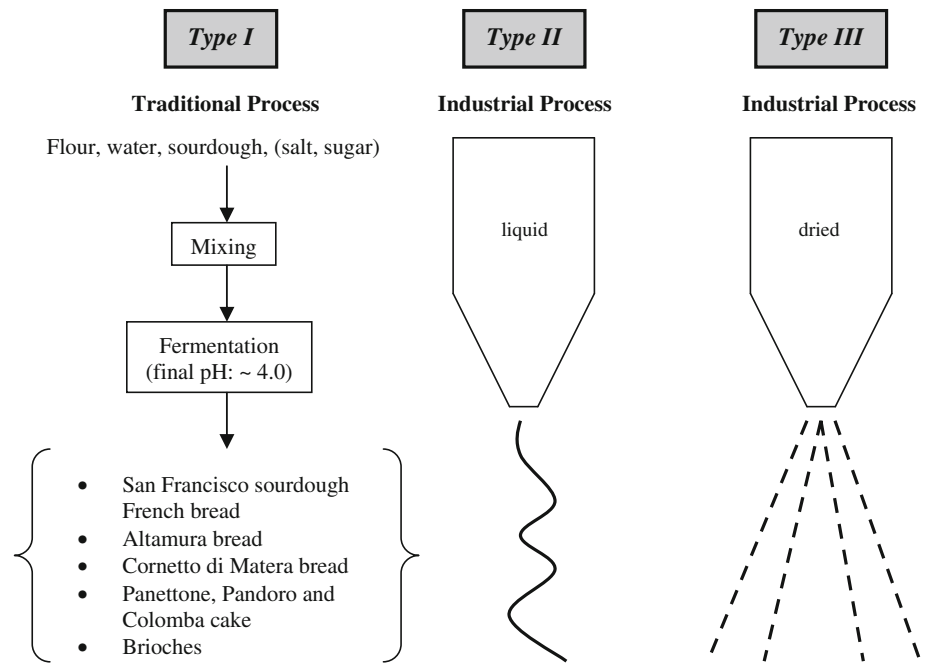 Type I
Traditional Process
Flour, water, sourdough, (salt, sugar)
Mixing
Fermentation
(final pH: ~ 4.0)
• San Francisco sourdough
French bread
• Altamura bread
• Cornetto di Matera bread
• Panettone, Pandoro and
Colomba cake
• Brioches
Type II
Industrial Process
liquid
Type III
Industrial Process
dried